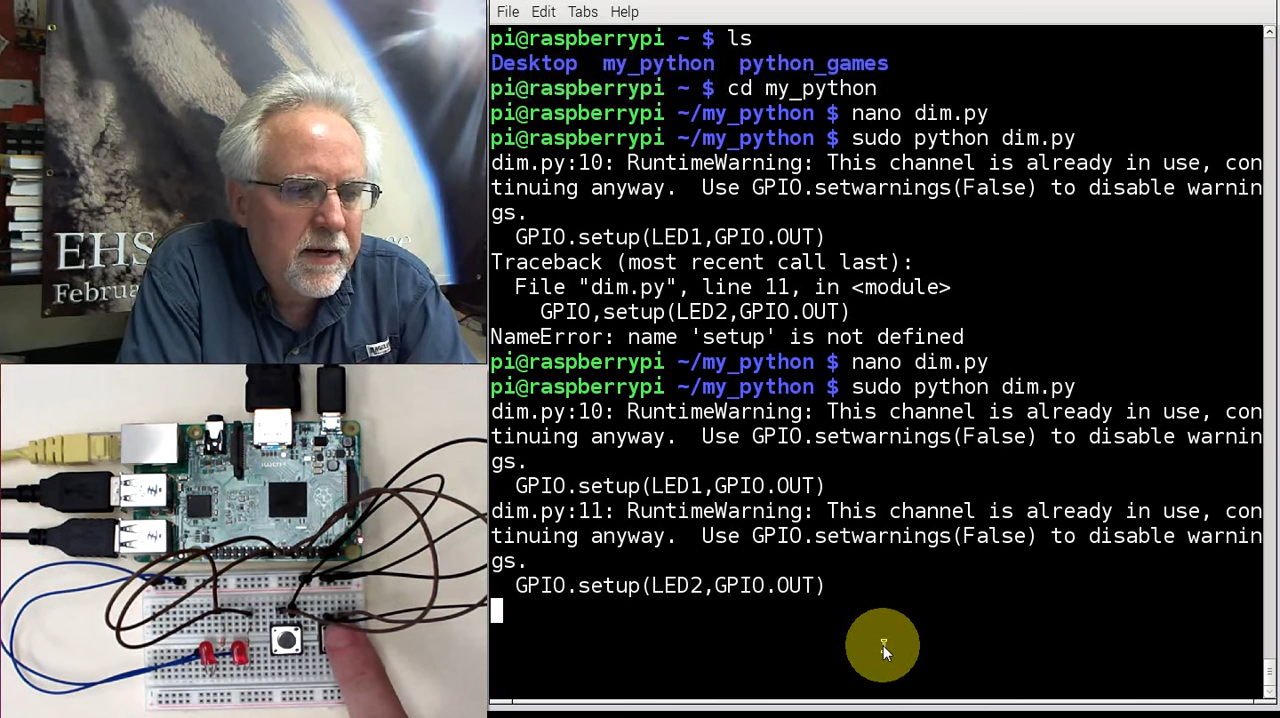 File Edit Tabs Help
pi@raspberrypi ~ $ ls
Desktop my_python python_games
pi@raspberrypi ~ $ cd my_python
pi@raspberrypi ~/my_python $ nano dim.py
pi@raspberrypi ~/my_python $ sudo python dim.py
dim.py:10: RuntimeWarning: This channel is already in use, con
tinuing anyway.  Use GPIO.setwarnings(False) to disable warnin
gs.
GPIO.setup(LED1,GPIO.OUT)
Traceback (most recent call last):
File "dim.py", line 11, in <module>
GPIO,setup(LED2,GPIO.OUT)
NameError: name 'setup' is not defined
pi@raspberrypi ~/my_python $ nano dim.py
pi@raspberrypi ~/my_python $ sudo python dim.py
dim.py:10: RuntimeWarning: This channel is already in use, con
tinuing anyway.  Use GPIO.setwarnings(False) to disable warnin
gs.
GPIO.setup(LED1,GPIO.OUT)
dim.py:11: RuntimeWarning: This channel is already in use, con
tinuing anyway.  Use GPIO.setwarnings(False) to disable warnin
gs.
GPIO.setup(LED2,GPIO.OUT)
EHS